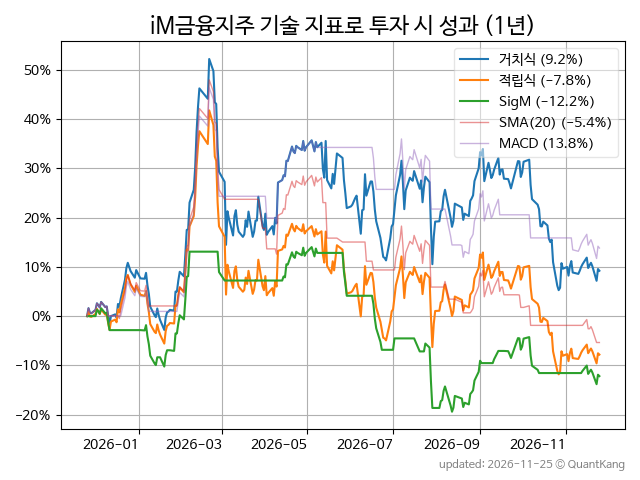 iM금융지주 기술 지표로 투자 시 성과 (1년)
거치식 (9.2%)
적립식 (−7.8%)
SigM (−12.2%)
SMA(20) (−5.4%)
MACD (13.8%)
50%
40%
30%
20%
10%
0%
−10%
−20%
2026-01 2026-03 2026-05 2026-07 2026-09 2026-11
updated: 2026-11-25 © QuantKang